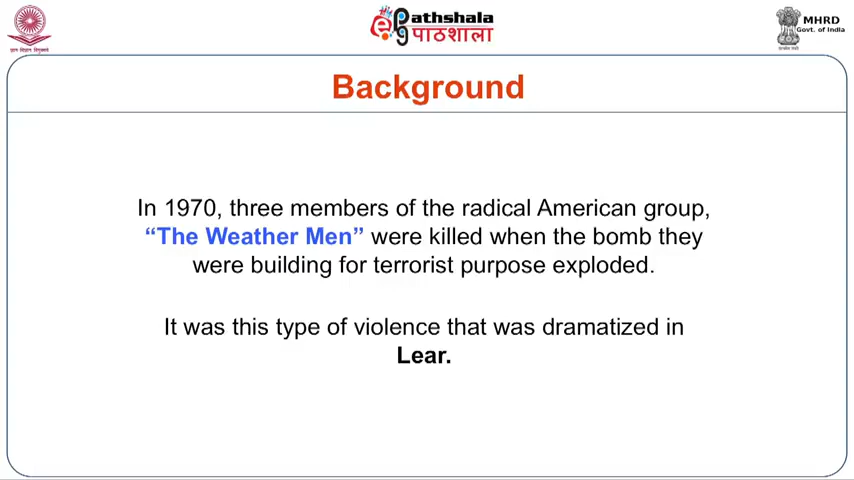 ePathshala
पाठशाला
MHRD
Govt. of India
Background
In 1970, three members of the radical American group,
“The Weather Men” were killed when the bomb they
were building for terrorist purpose exploded.
It was this type of violence that was dramatized in
Lear.